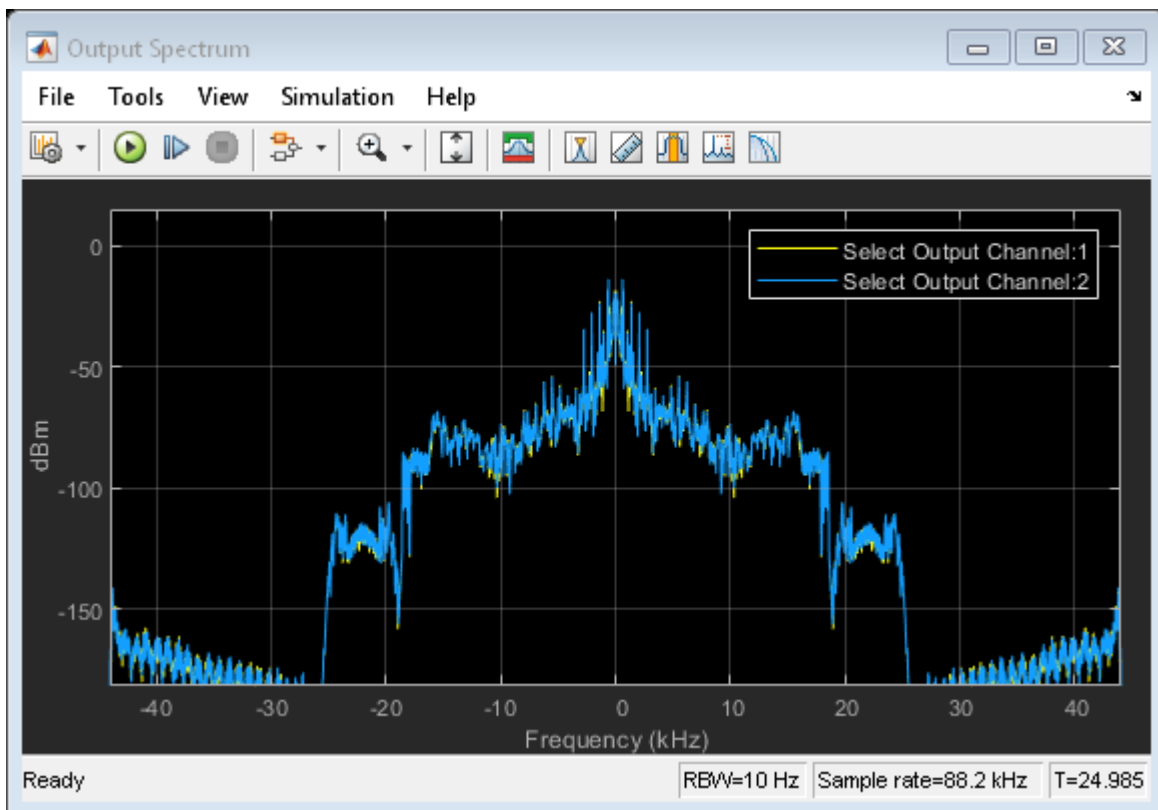 Output Spectrum
File Tools View Simulation Help
Select Output Channel:1
Select Output Channel:2
0
-50
-100
-150
dBm
-40 -30 -20 -10 0 10 20 30 40
Frequency (kHz)
Ready RBW=10 Hz Sample rate=88.2 kHz T=24.985